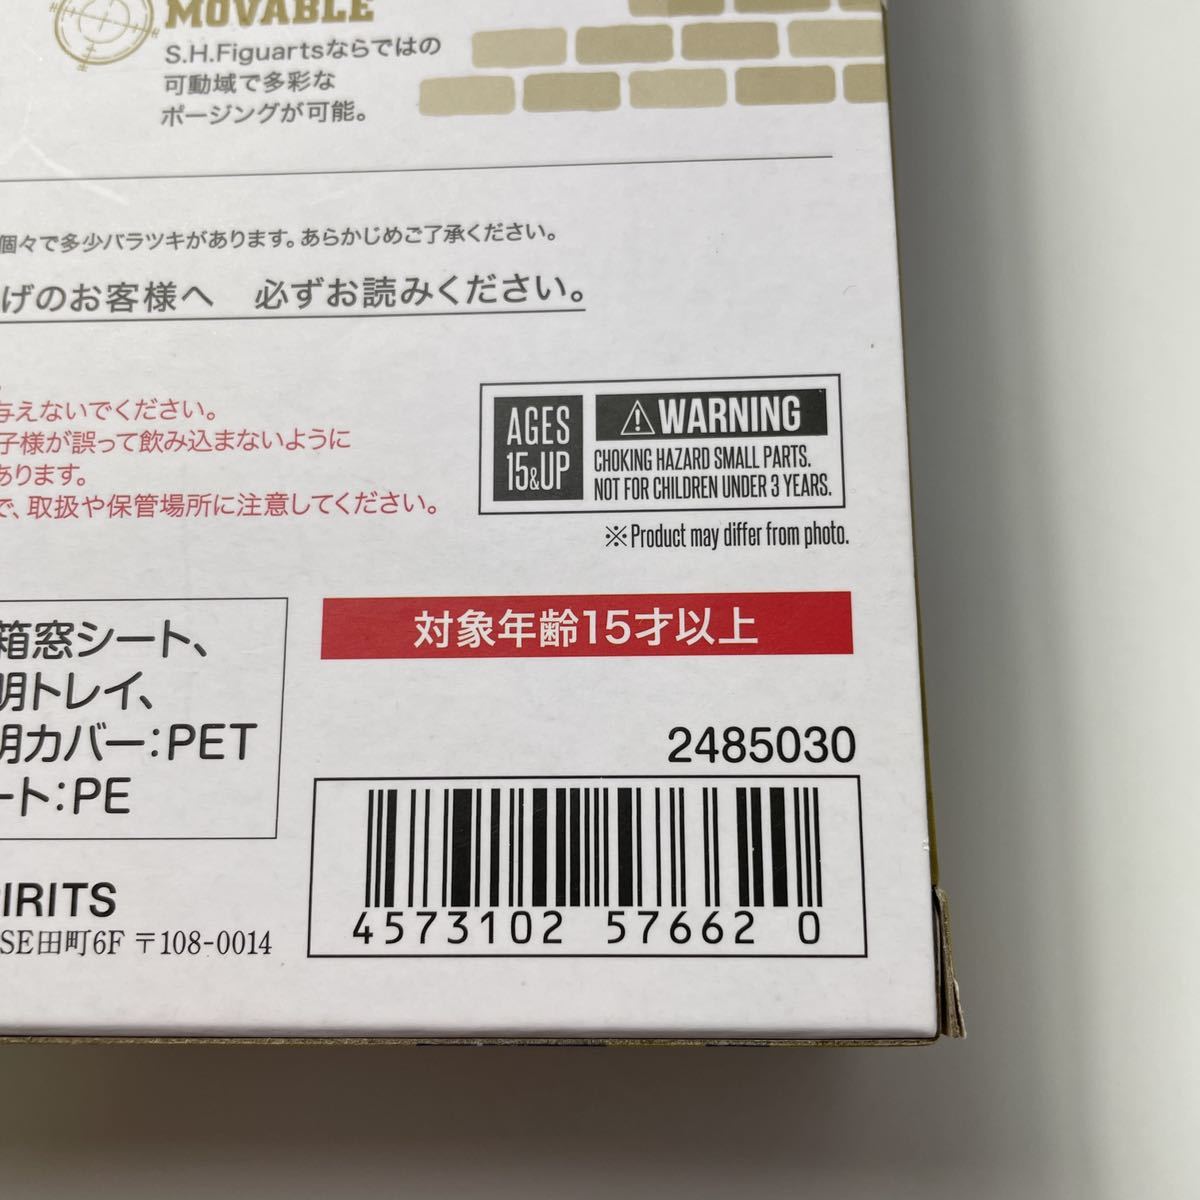 MOVABLE
S.H.Figuartsならではの
可動域で多彩な
ポージングが可能。
個々で多少バラツキがあります。あらかじめご了承ください。
げのお客様へ 必ずお読みください。
与えないでください。
子様が誤って飲み込まないように
あります。
で、取扱や保管場所に注意してください。
AGES
15&UP
⚠WARNING
CHOKING HAZARD SMALL PARTS.
NOT FOR CHILDREN UNDER 3 YEARS.
※Product may differ from photo.
対象年齢15才以上
箱窓シート、
明トレイ、
明カバー:PET
ート:PE
2485030
PIRITS
SE田町6F 〒108-0014
4573102 57662 0